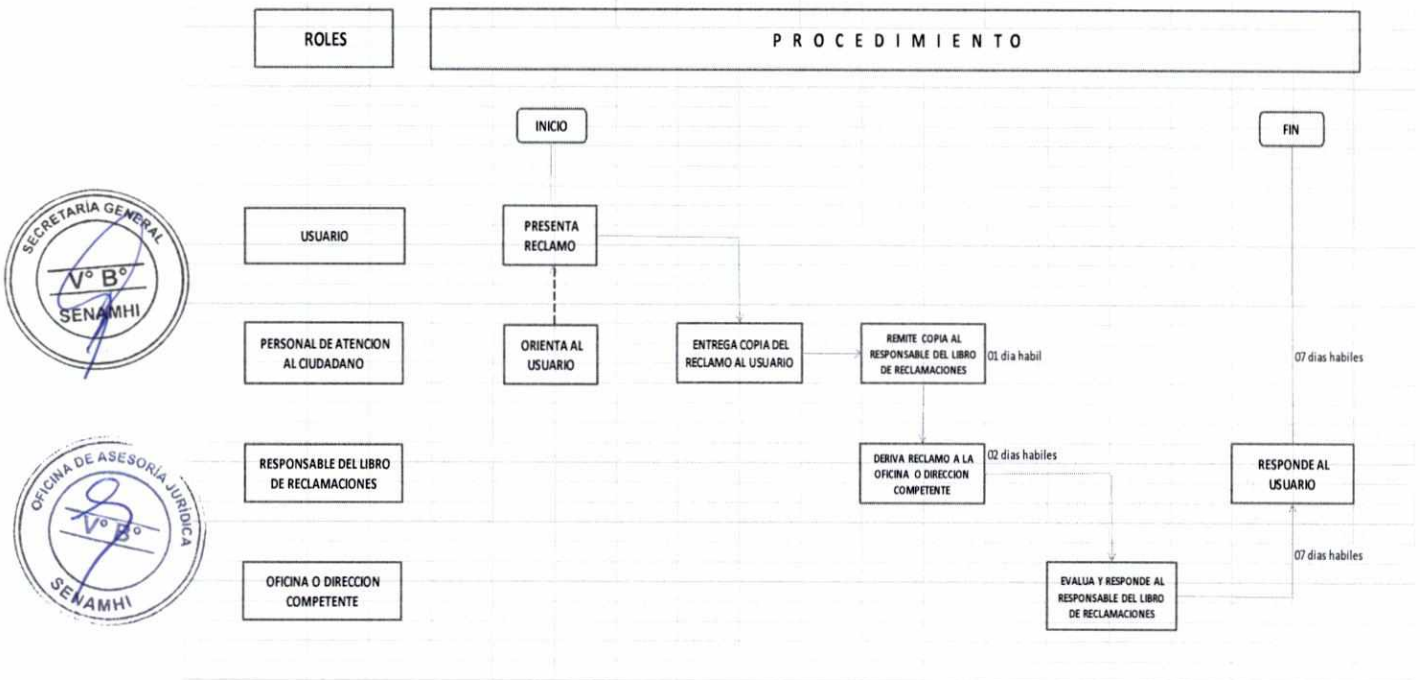 ROLES
PROCEDIMIENTO
INICIO
FIN
SECRETARÍA GENERAL
V° B°
SENAMHI
USUARIO
PRESENTA
RECLAMO
PERSONAL DE ATENCION
AL CIUDADANO
ORIENTA AL
USUARIO
ENTREGA COPIA DEL
RECLAMO AL USUARIO
REMITE COPIA AL
RESPONSABLE DEL LIBRO
DE RECLAMACIONES
01 dia habil
07 dias habiles
OFICINA DE ASESORÍA JURÍDICA
V° B°
SENAMHI
RESPONSABLE DEL LIBRO
DE RECLAMACIONES
DERIVA RECLAMO A LA
OFICINA O DIRECCION
COMPETENTE
02 dias habiles
RESPONDE AL
USUARIO
07 dias habiles
OFICINA O DIRECCION
COMPETENTE
EVALUA Y RESPONDE AL
RESPONSABLE DEL LIBRO
DE RECLAMACIONES